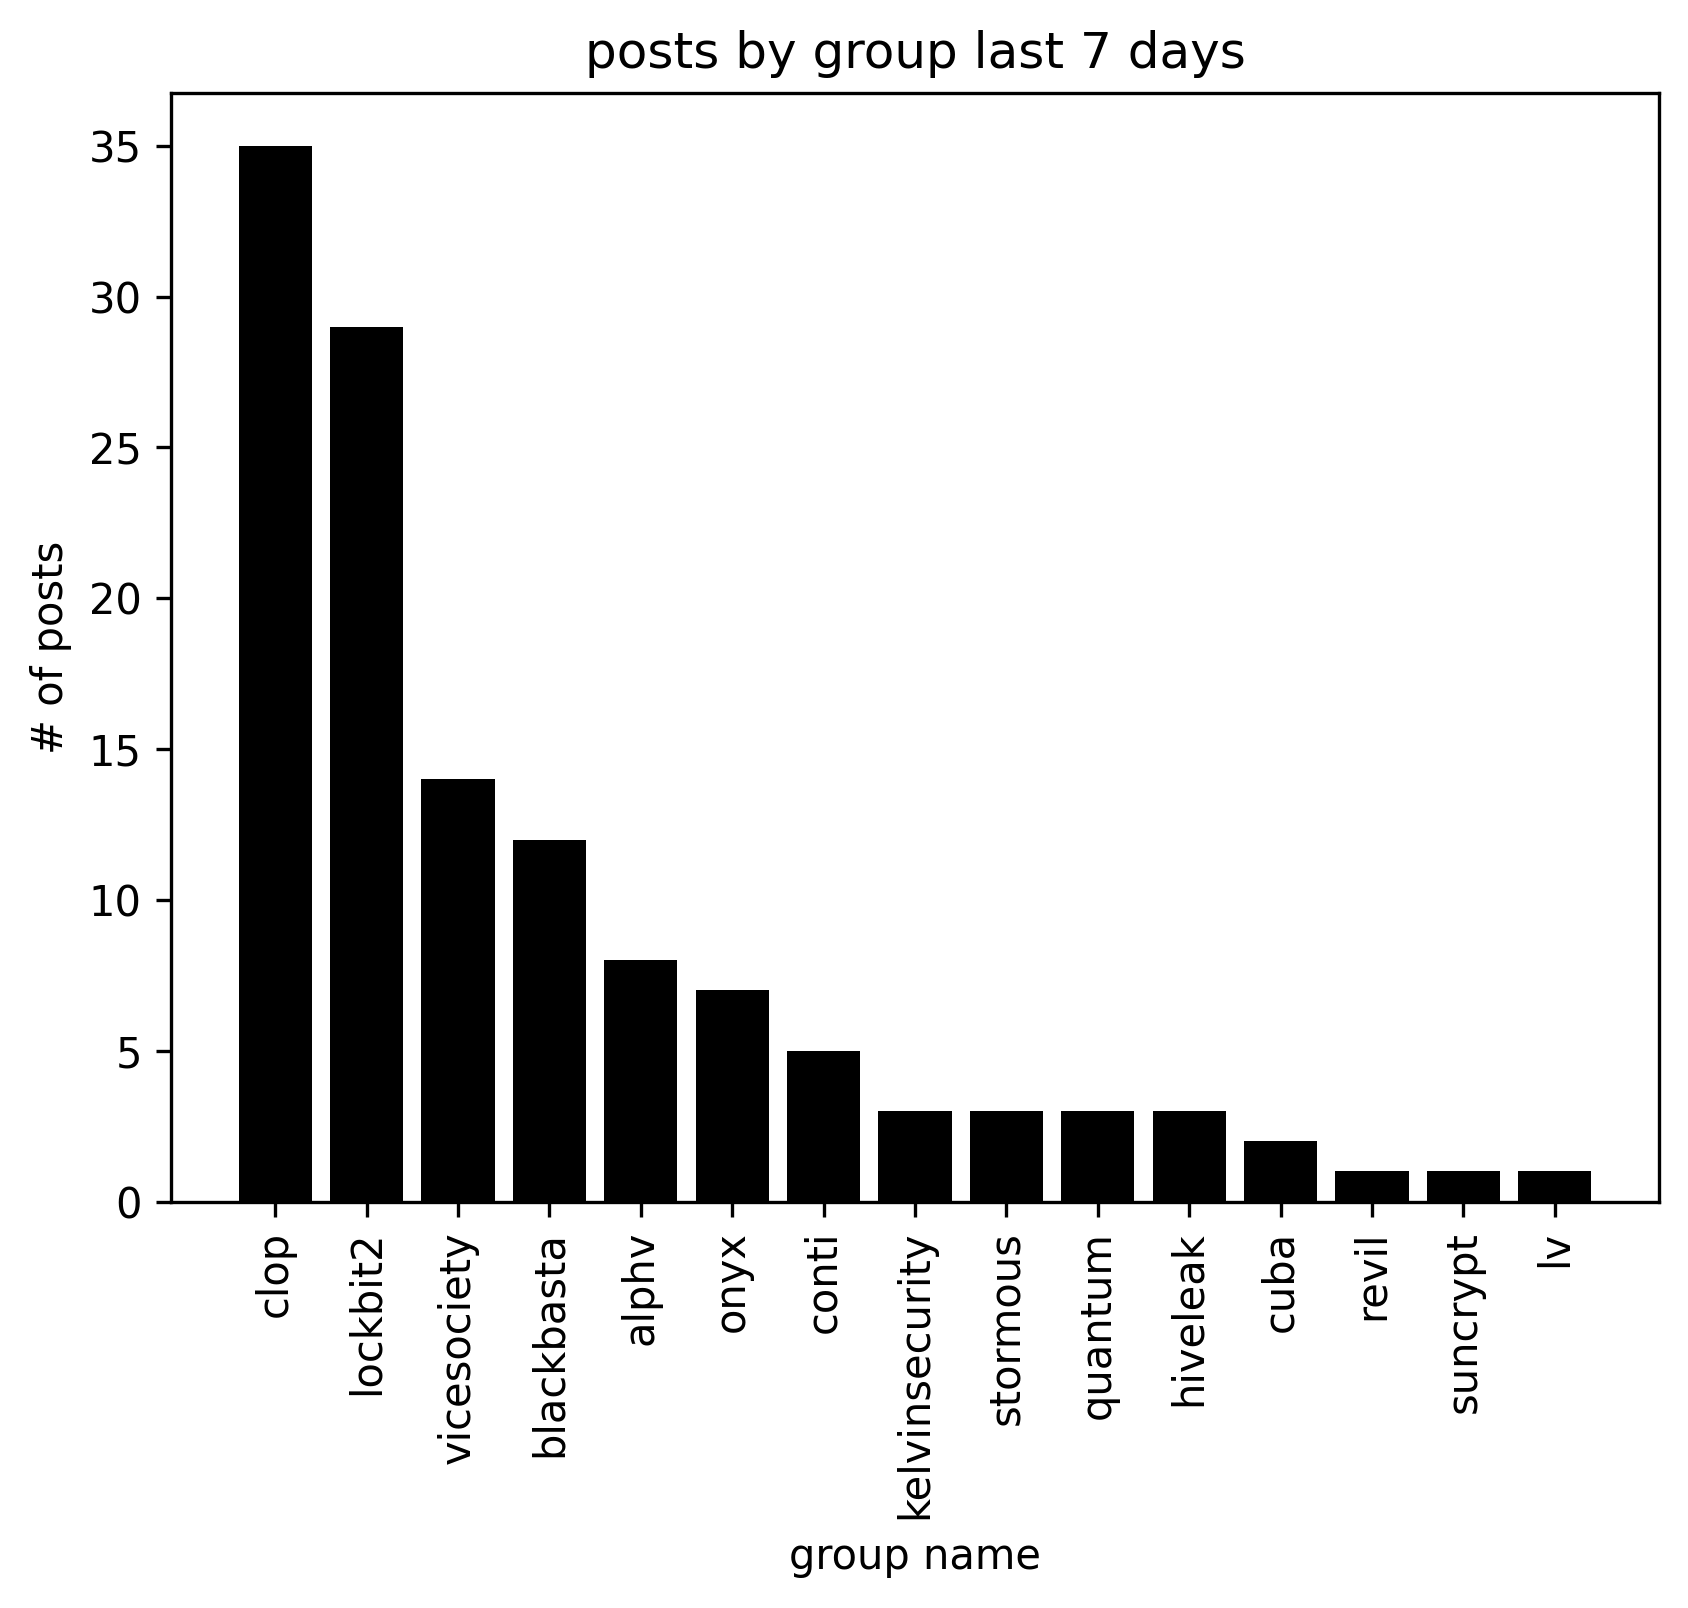 posts by group last 7 days
35
30
25
20
15
10
5
0
# of posts
clop
lockbit2
vicesociety
blackbasta
alphv
onyx
conti
kelvinsecurity
stormous
quantum
hiveleak
cuba
revil
suncrypt
lv
group name